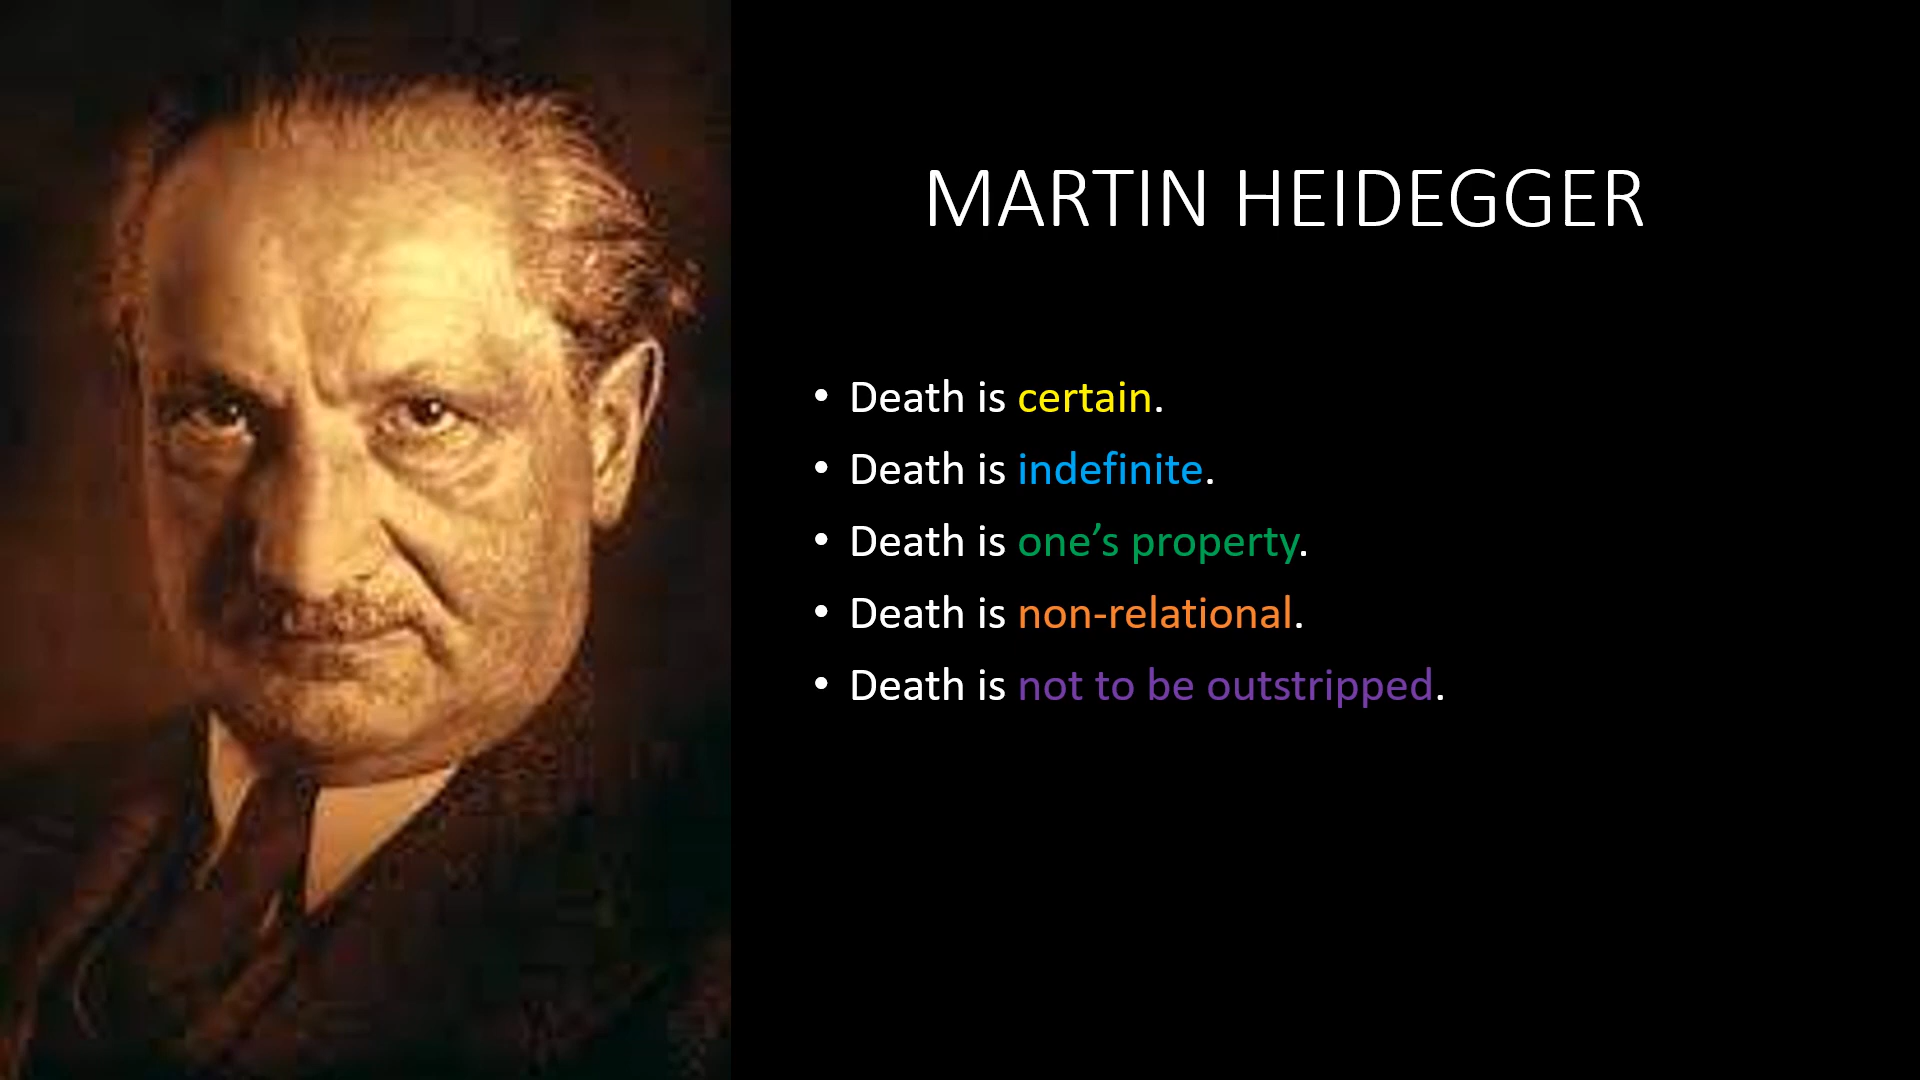 MARTIN HEIDEGGER
• Death is certain.
• Death is indefinite.
• Death is one’s property.
• Death is non-relational.
• Death is not to be outstripped.